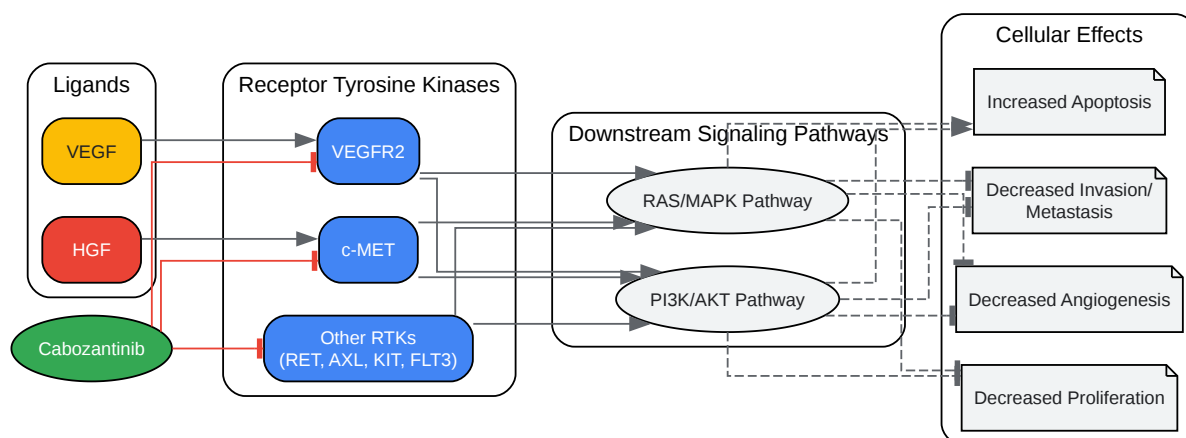 Cellular Effects
Ligands
Receptor Tyrosine Kinases
Increased Apoptosis
Downstream Signaling Pathways
VEGF
VEGFR2
RAS/MAPK Pathway
Decreased Invasion/
Metastasis
HGF
c-MET
PI3K/AKT Pathway
Decreased Angiogenesis
Cabozantinib
Other RTKs
(RET, AXL, KIT, FLT3)
Decreased Proliferation